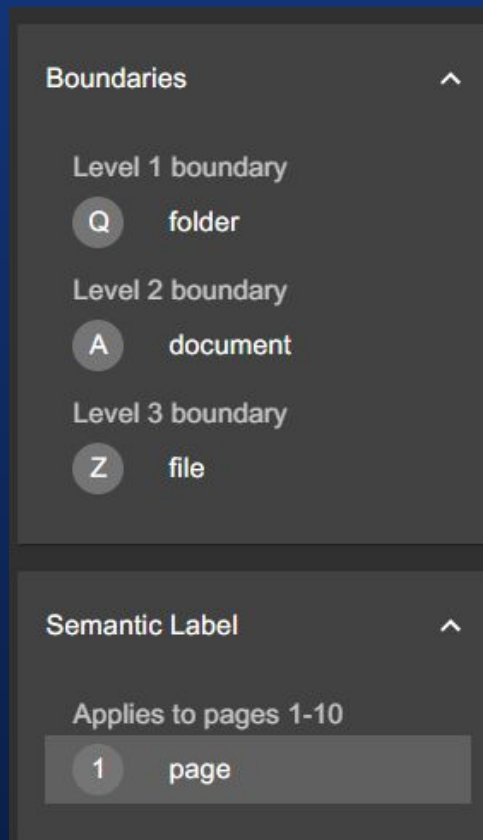 Boundaries
Level 1 boundary
Q folder
Level 2 boundary
A document
Level 3 boundary
Z file
Semantic Label
Applies to pages 1-10
1 page